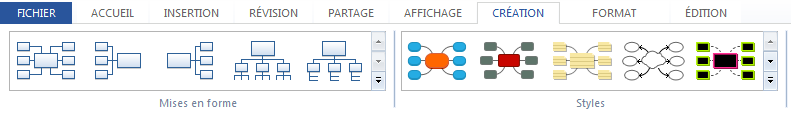 FICHIER ACCUEIL INSERTION RÉVISION PARTAGE AFFICHAGE CRÉATION FORMAT ÉDITION
Mises en forme Styles